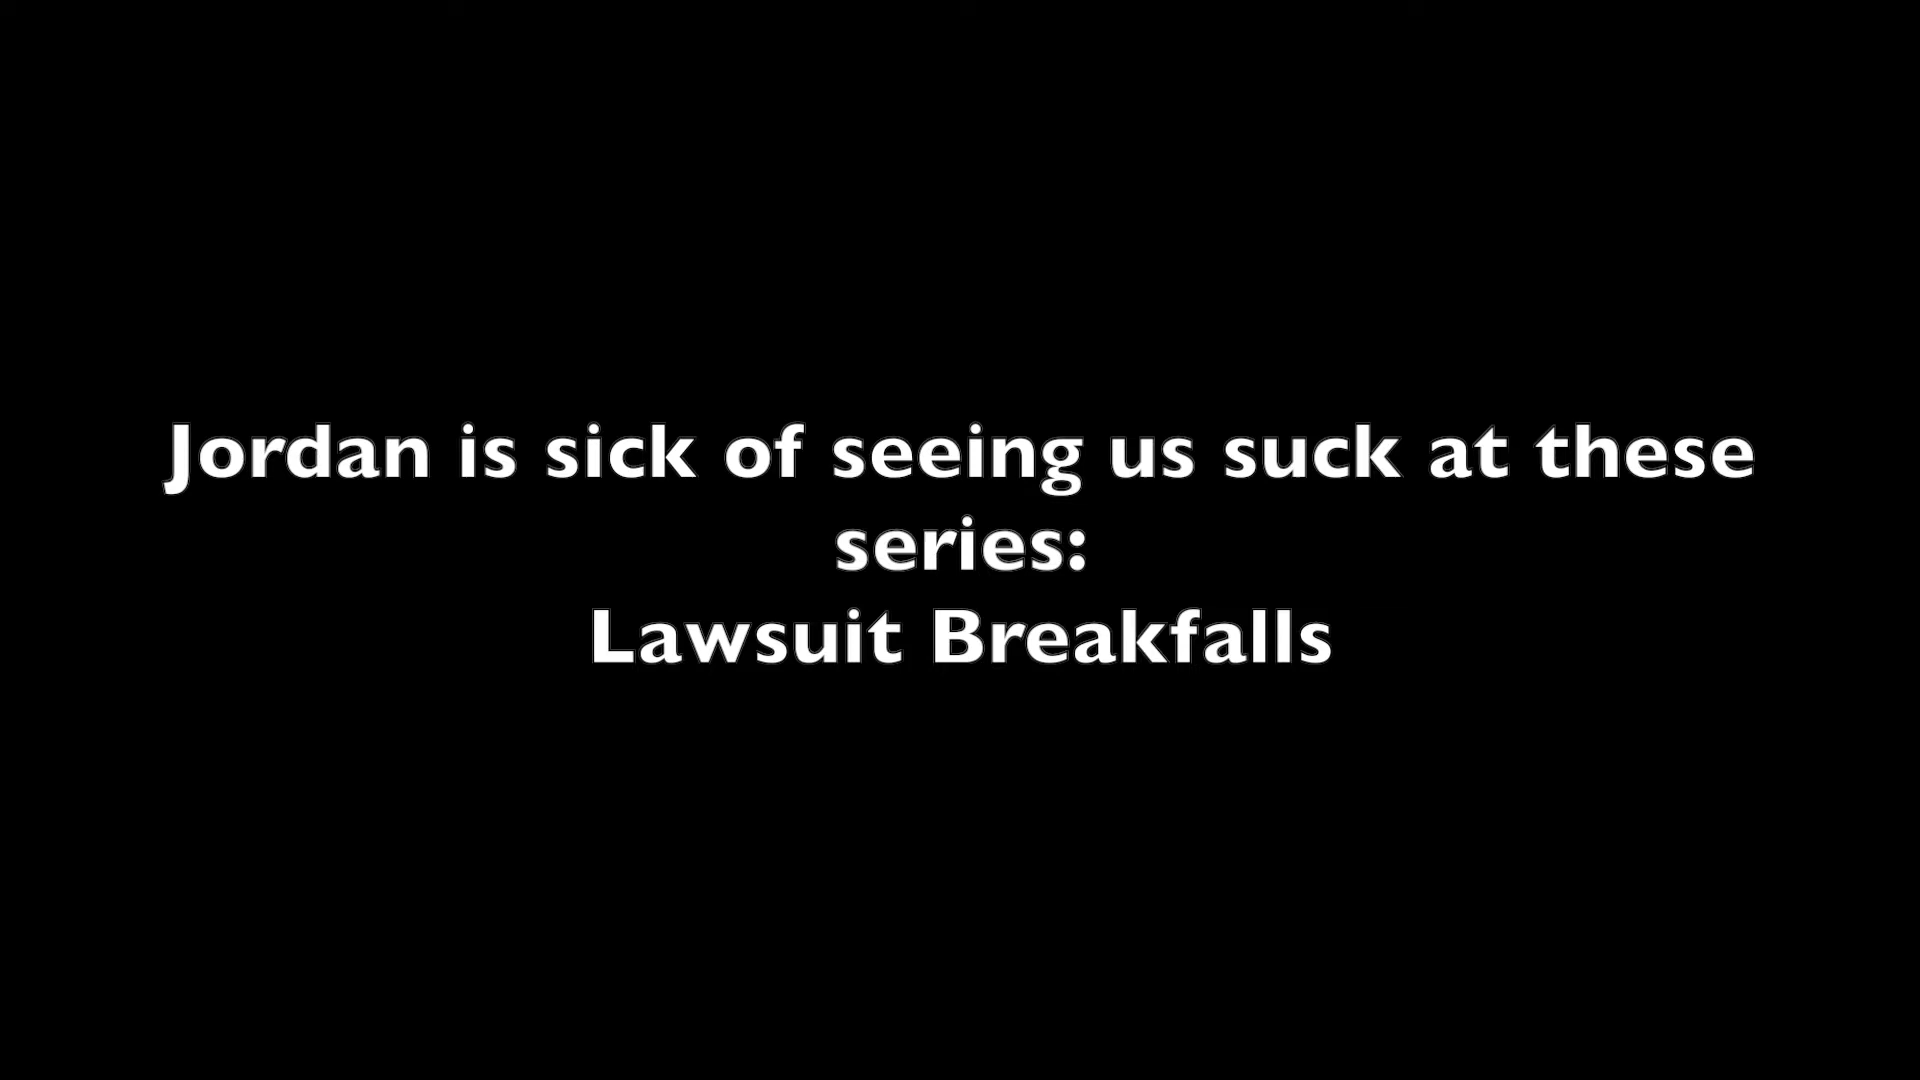 Jordan is sick of seeing us suck at these
series:
Lawsuit Breakfalls